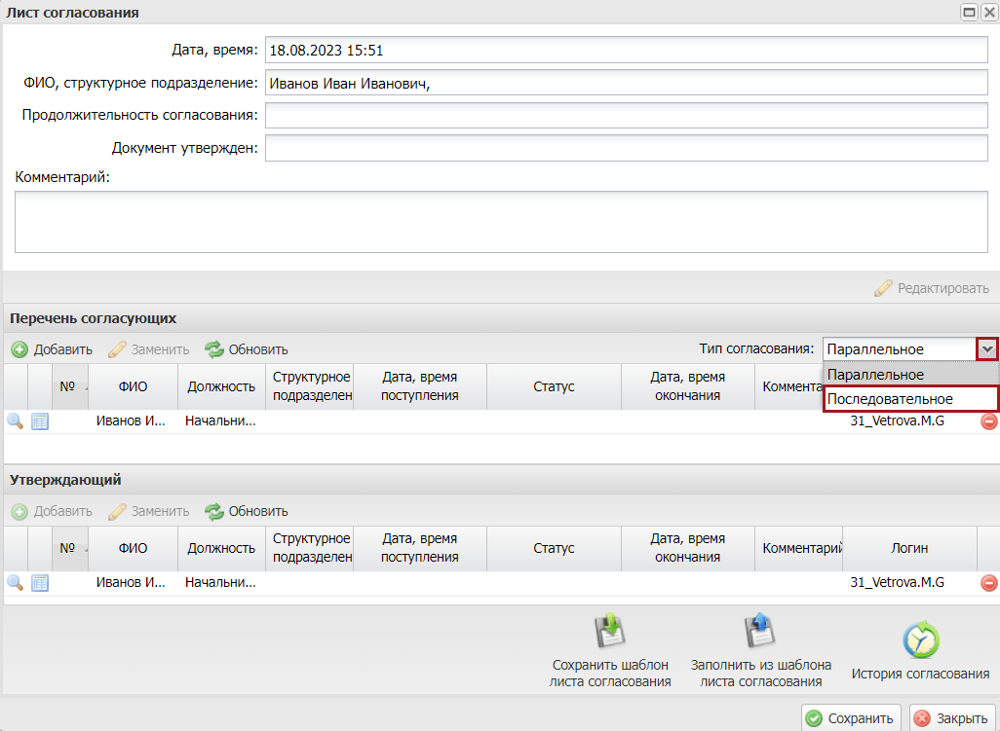 Лист согласования
Дата, время: 18.08.2023 15:51
ФИО, структурное подразделение: Иванов Иван Иванович,
Продолжительность согласования:
Документ утвержден:
Комментарий:
Редактировать
Перечень согласующих
Добавить Заменить Обновить Тип согласования: Параллельное
Параллельное
Последовательное
№ ФИО Должность Структурное подразделен Дата, время поступления Статус Дата, время окончания Коммента
Иванов И... Начальни... 31_Vetrova.M.G
Утверждающий
Добавить Заменить Обновить
№ ФИО Должность Структурное подразделен Дата, время поступления Статус Дата, время окончания Комментарий Логин
Иванов И... Начальни... 31_Vetrova.M.G
Сохранить шаблон листа согласования
Заполнить из шаблона листа согласования
История согласования
Сохранить Закрыть